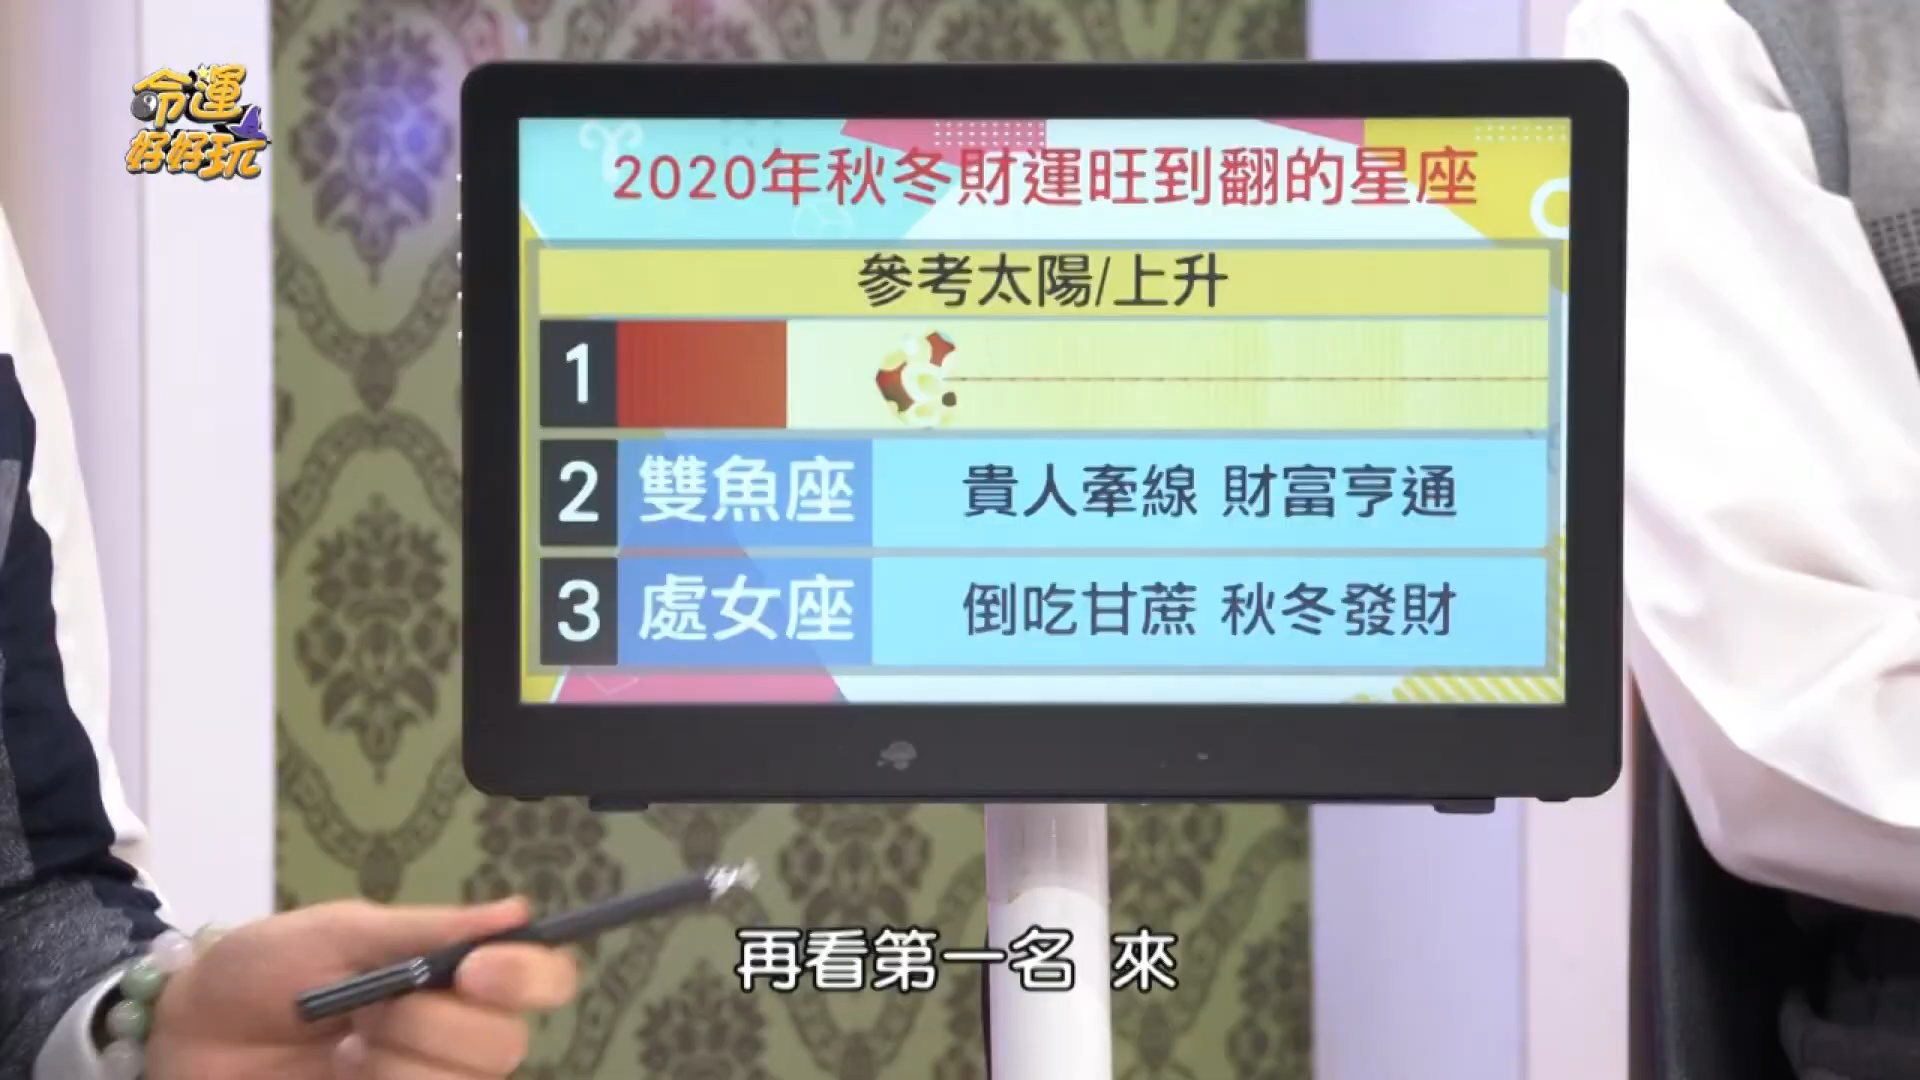 命運
好好玩
2020年秋冬財運旺到翻的星座
參考太陽/上升
1
2 雙魚座 貴人牽線 財富亨通
3 處女座 倒吃甘蔗 秋冬發財
再看第一名 來